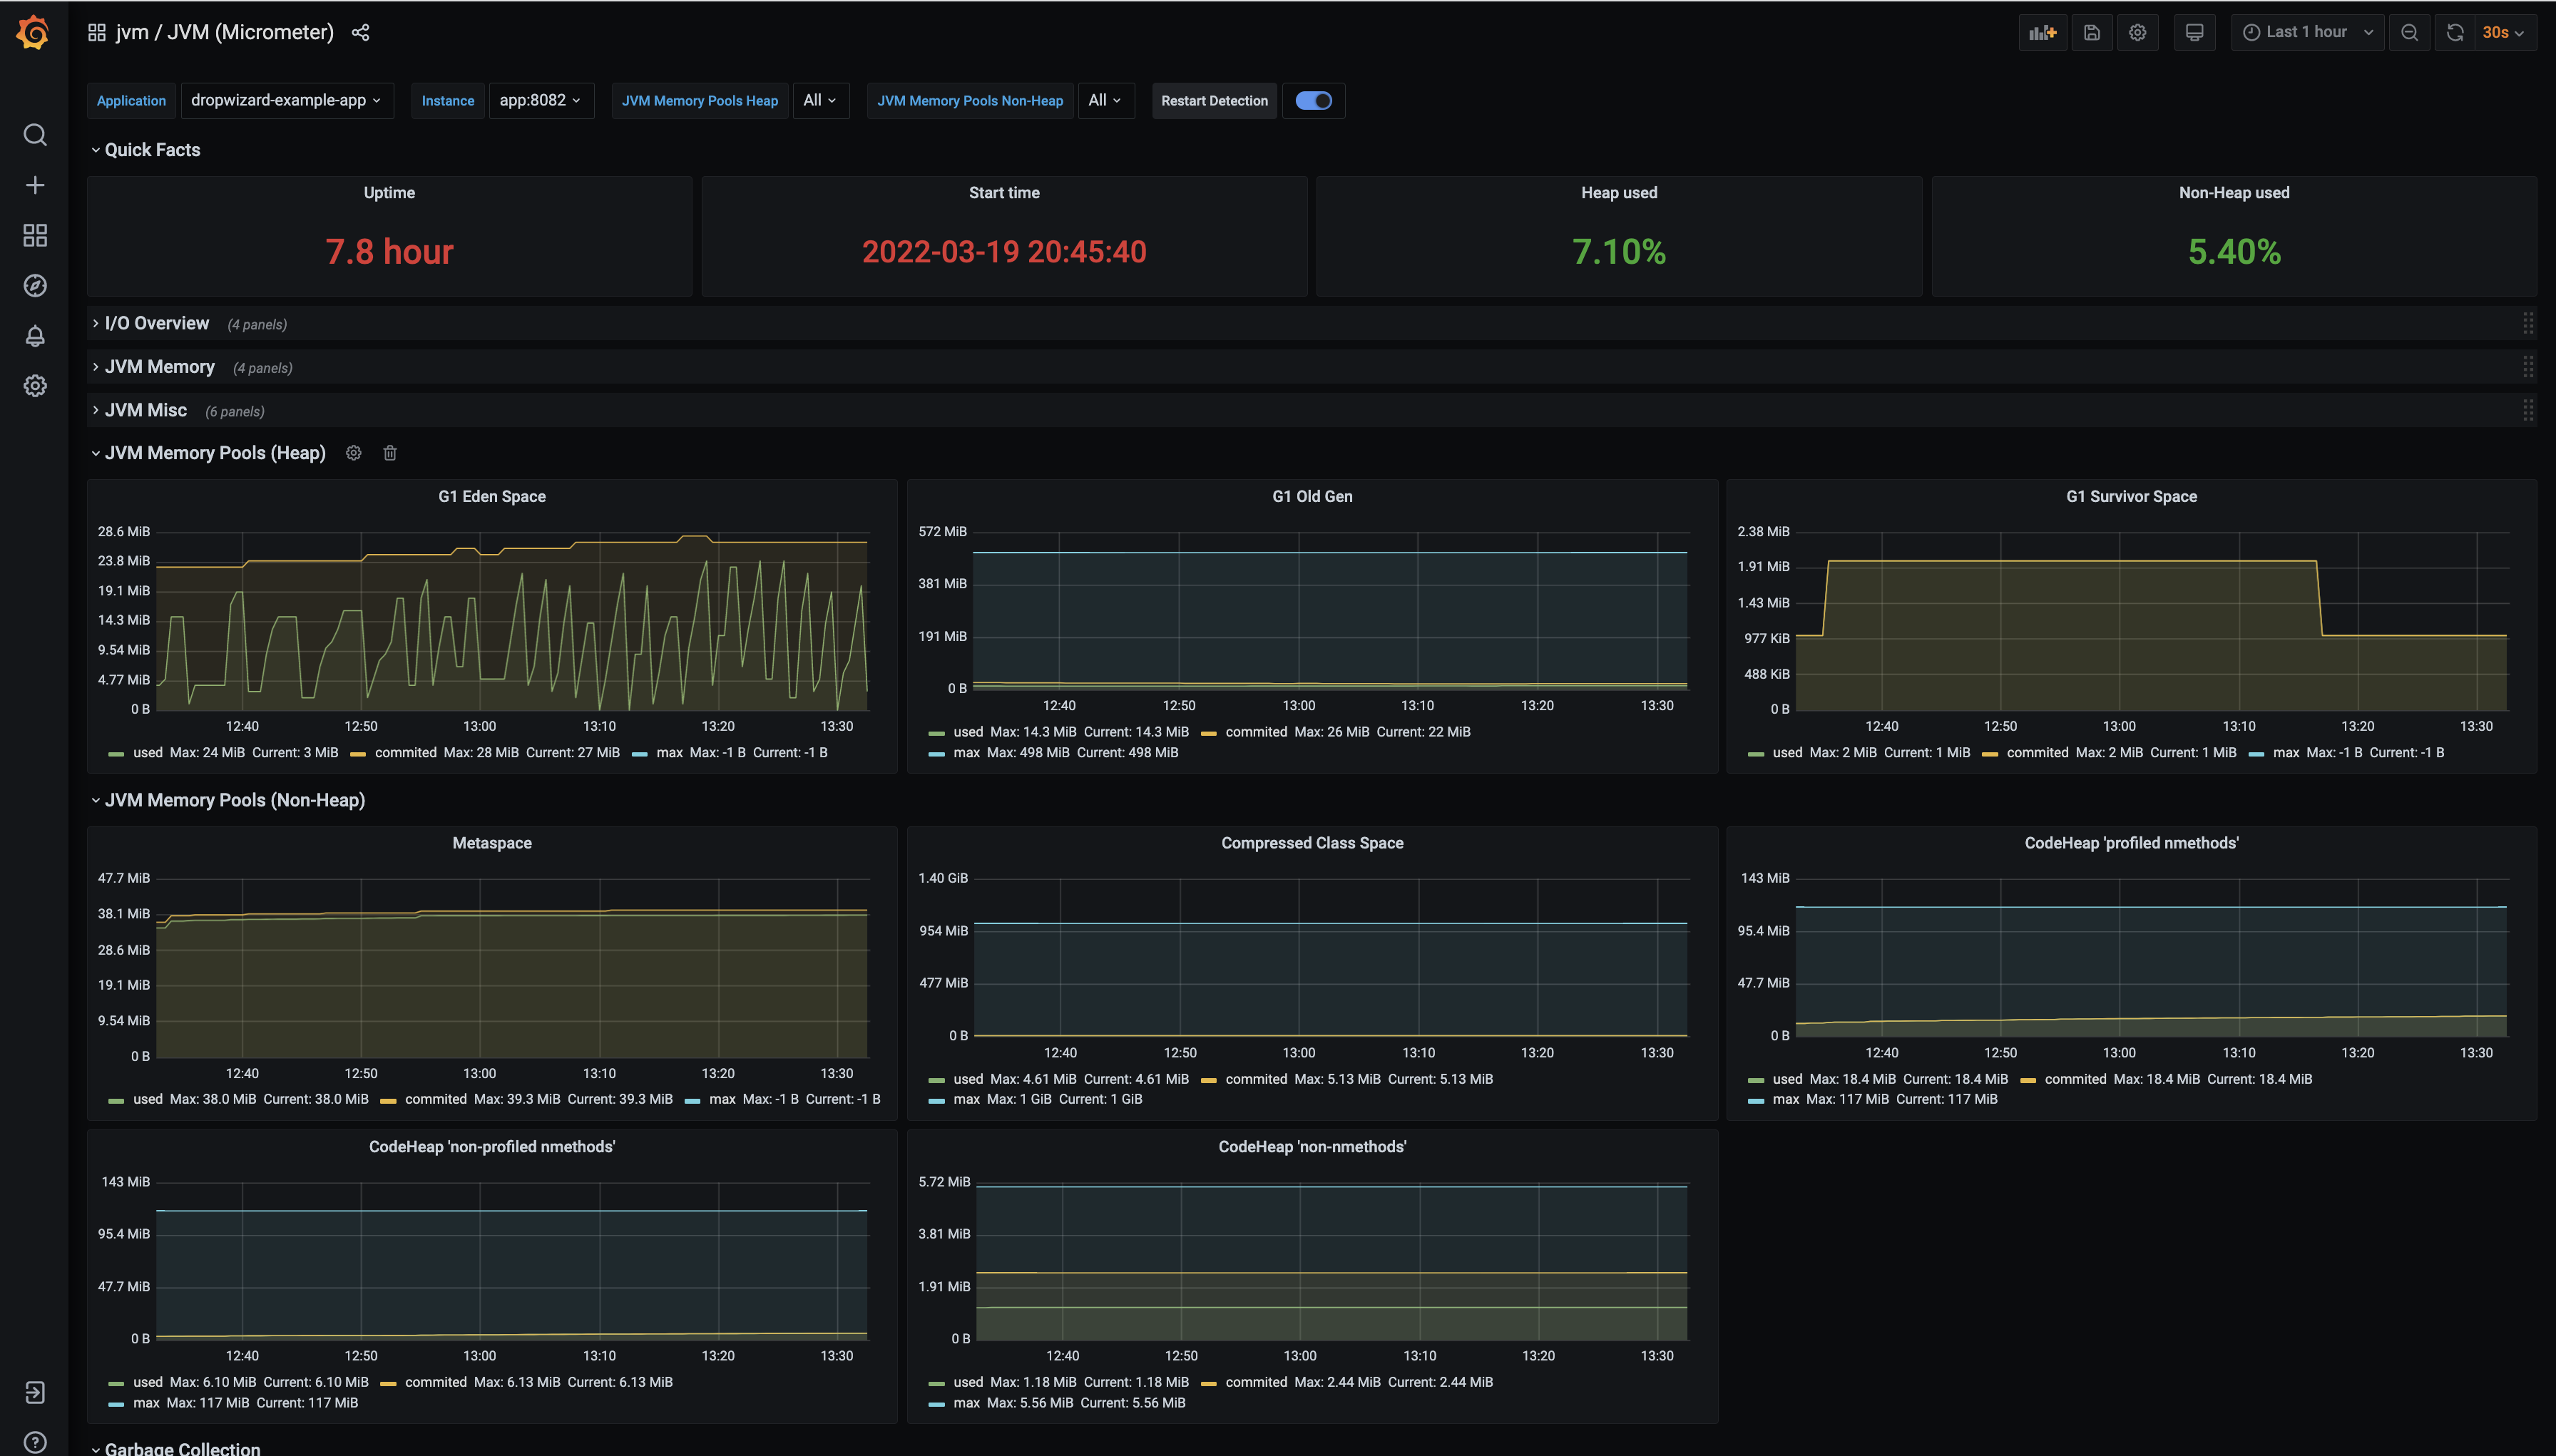 jvm / JVM (Micrometer)
Last 1 hour
30s
Application dropwizard-example-app Instance app:8082 JVM Memory Pools Heap All JVM Memory Pools Non-Heap All Restart Detection
Quick Facts
Uptime
7.8 hour
Start time
2022-03-19 20:45:40
Heap used
7.10%
Non-Heap used
5.40%
I/O Overview (4 panels)
JVM Memory (4 panels)
JVM Misc (6 panels)
JVM Memory Pools (Heap)
G1 Eden Space
28.6 MiB
23.8 MiB
19.1 MiB
14.3 MiB
9.54 MiB
4.77 MiB
0 B
12:40 12:50 13:00 13:10 13:20 13:30
used Max: 24 MiB Current: 3 MiB commited Max: 28 MiB Current: 27 MiB max Max: -1 B Current: -1 B
G1 Old Gen
572 MiB
381 MiB
191 MiB
0 B
12:40 12:50 13:00 13:10 13:20 13:30
used Max: 14.3 MiB Current: 14.3 MiB commited Max: 26 MiB Current: 22 MiB
max Max: 498 MiB Current: 498 MiB
G1 Survivor Space
2.38 MiB
1.91 MiB
1.43 MiB
977 KiB
488 KiB
0 B
12:40 12:50 13:00 13:10 13:20 13:30
used Max: 2 MiB Current: 1 MiB commited Max: 2 MiB Current: 1 MiB max Max: -1 B Current: -1 B
JVM Memory Pools (Non-Heap)
Metaspace
47.7 MiB
38.1 MiB
28.6 MiB
19.1 MiB
9.54 MiB
0 B
12:40 12:50 13:00 13:10 13:20 13:30
used Max: 38.0 MiB Current: 38.0 MiB commited Max: 39.3 MiB Current: 39.3 MiB max Max: -1 B Current: -1 B
Compressed Class Space
1.40 GiB
954 MiB
477 MiB
0 B
12:40 12:50 13:00 13:10 13:20 13:30
used Max: 4.61 MiB Current: 4.61 MiB commited Max: 5.13 MiB Current: 5.13 MiB
max Max: 1 GiB Current: 1 GiB
CodeHeap 'profiled nmethods'
143 MiB
95.4 MiB
47.7 MiB
0 B
12:40 12:50 13:00 13:10 13:20 13:30
used Max: 18.4 MiB Current: 18.4 MiB commited Max: 18.4 MiB Current: 18.4 MiB
max Max: 117 MiB Current: 117 MiB
CodeHeap 'non-profiled nmethods'
143 MiB
95.4 MiB
47.7 MiB
0 B
12:40 12:50 13:00 13:10 13:20 13:30
used Max: 6.10 MiB Current: 6.10 MiB commited Max: 6.13 MiB Current: 6.13 MiB
max Max: 117 MiB Current: 117 MiB
CodeHeap 'non-nmethods'
5.72 MiB
3.81 MiB
1.91 MiB
0 B
12:40 12:50 13:00 13:10 13:20 13:30
used Max: 1.18 MiB Current: 1.18 MiB commited Max: 2.44 MiB Current: 2.44 MiB
max Max: 5.56 MiB Current: 5.56 MiB
Garbage Collection